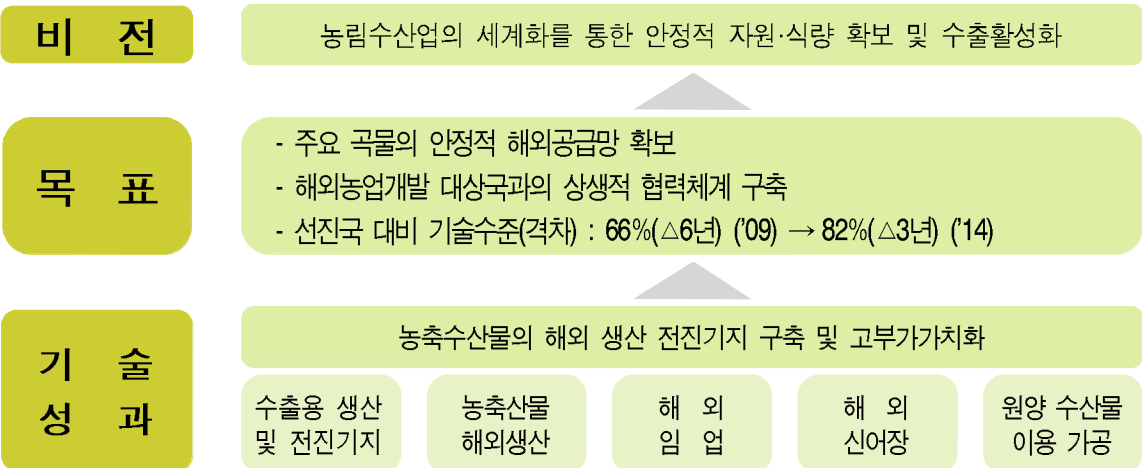 비 전
농림수산업의 세계화를 통한 안정적 자원·식량 확보 및 수출활성화
목 표
- 주요 곡물의 안정적 해외공급망 확보
- 해외농업개발 대상국과의 상생적 협력체계 구축
- 선진국 대비 기술수준(격차) : 66%(△6년) ('09) → 82%(△3년) ('14)
기 술
성 과
농축수산물의 해외 생산 전진기지 구축 및 고부가가치화
수출용 생산
및 전진기지
농축산물
해외생산
해 외
임 업
해 외
신어장
원양 수산물
이용 가공